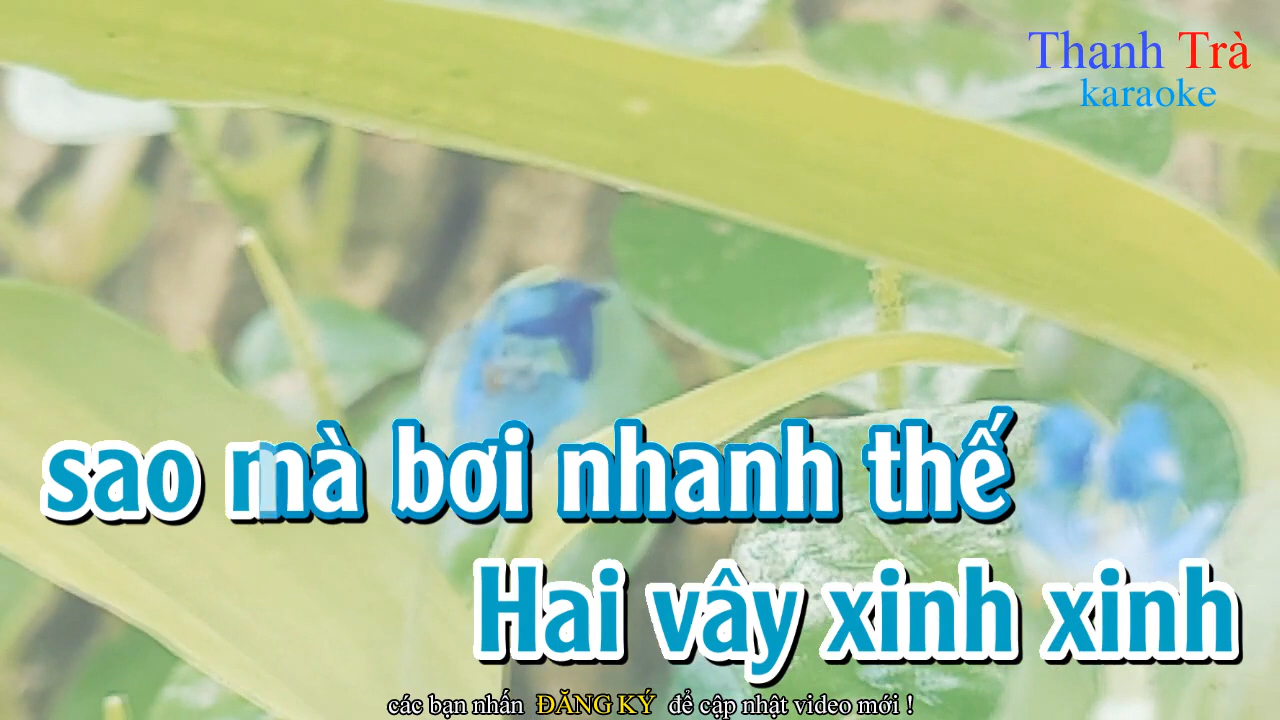 Thanh Trà
karaoke
sao mà bơi nhanh thế
Hai vây xinh xinh
các bạn nhấn ĐĂNG KÝ để cập nhật video mới !